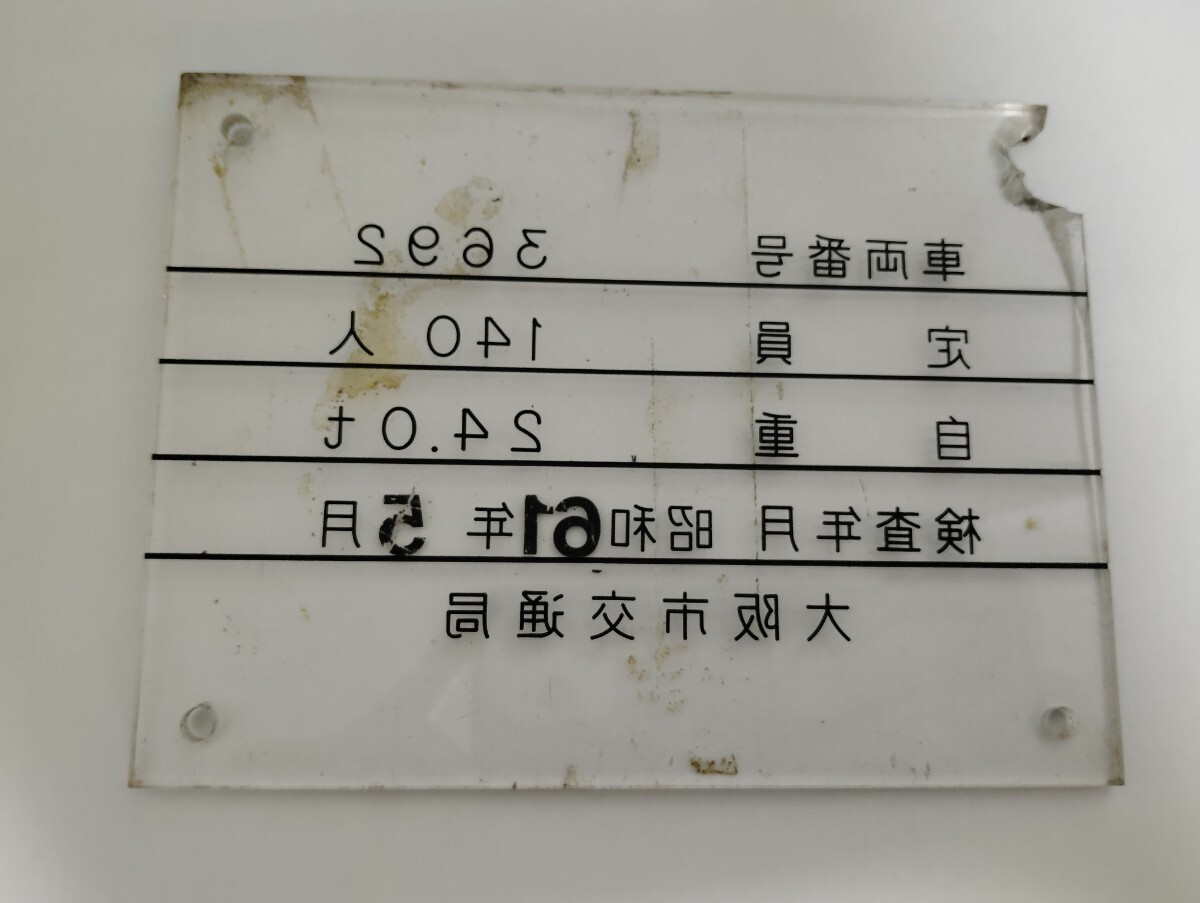 車両番号 3692
定員 140人
自重 24.0t
検査年月 昭和61年5月
大阪市交通局